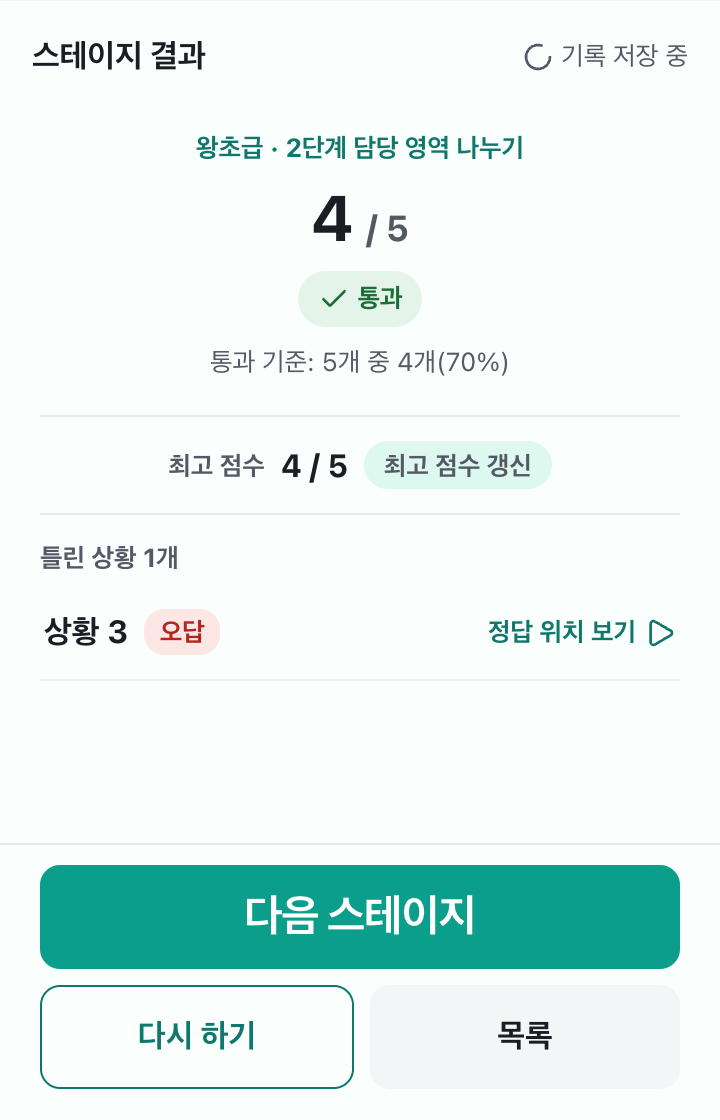 스테이지 결과
기록 저장 중
왕초급 · 2단계 담당 영역 나누기
4 / 5
통과
통과 기준: 5개 중 4개(70%)
최고 점수 4 / 5 최고 점수 갱신
틀린 상황 1개
상황 3 오답 정답 위치 보기
다음 스테이지
다시 하기
목록